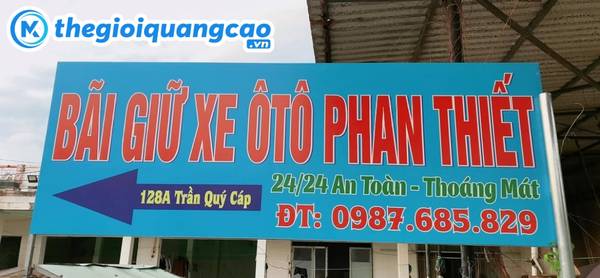 thegioiquangcao.vn
BÃI GIỮ XE ÔTÔ PHAN THIẾT
24/24 An Toàn - Thoáng Mát
128A Trần Quý Cáp
ĐT: 0987.685.829